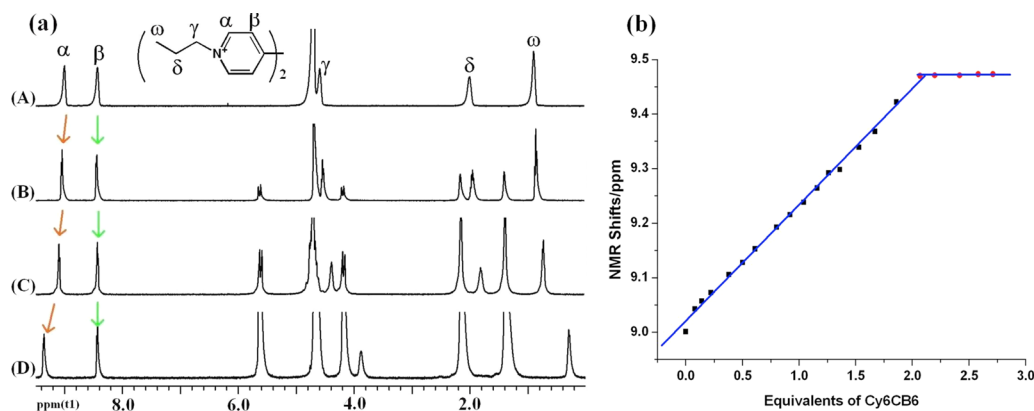 (a)
α β ω γ α β
N+
δ
2
γ δ ω
(A)
(B)
(C)
(D)
ppm(t1) 8.0 6.0 4.0 2.0
(b)
9.5
9.4
9.3
9.2
9.1
9.0
NMR Shifts/ppm
0.0 0.5 1.0 1.5 2.0 2.5 3.0
Equivalents of Cy6CB6